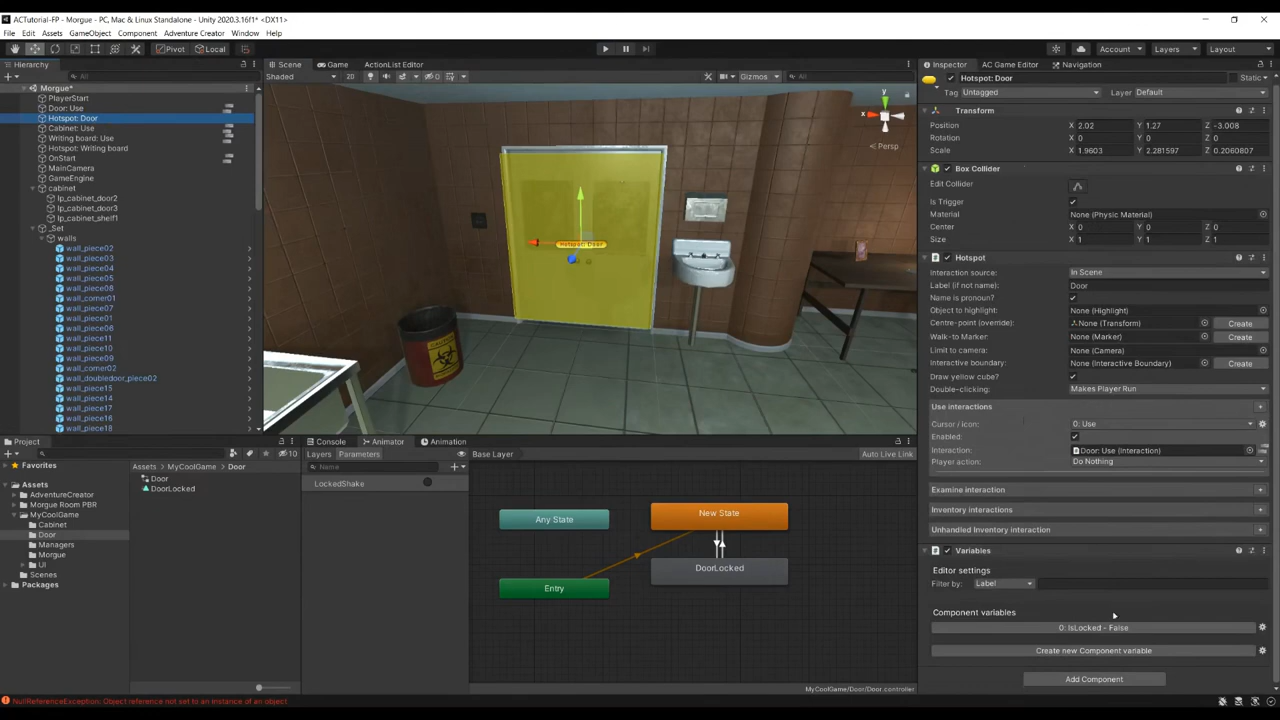 ACTutorial-FP - Morgue - PC, Mac & Linux Standalone - Unity 2020.3.16f1* <DX11>
File Edit Assets GameObject Component Adventure Creator Window Help
Pivot Local Account Layers Layout
Hierarchy
All
Morgue*
PlayerStart
Door: Use
Hotspot: Door
Cabinet: Use
Writing board: Use
Hotspot: Writing board
OnStart
MainCamera
GameEngine
cabinet
lp_cabinet_door2
lp_cabinet_door3
lp_cabinet_shelf1
_Set
walls
wall_piece02
wall_piece03
wall_piece04
wall_piece05
wall_piece08
wall_corner01
wall_piece07
wall_piece01
wall_piece06
wall_piece11
wall_piece10
wall_piece09
wall_corner02
wall_doubledoor_piece02
wall_piece15
wall_piece14
wall_piece17
wall_piece16
wall_piece18
Scene Game ActionList Editor
Shaded 2D 0 Gizmos All
y
x
Persp
Hotspot: Door
Project
10
Favorites
Assets
AdventureCreator
Morgue Room PBR
MyCoolGame
Cabinet
Door
Managers
Morgue
UI
Scenes
Packages
Assets > MyCoolGame > Door
Door
DoorLocked
Console Animator Animation
Layers Parameters Base Layer Auto Live Link
Name
LockedShake
Any State
New State
DoorLocked
Entry
MyCoolGame/Door/Door.controller
Inspector AC Game Editor Navigation
Hotspot: Door Static
Tag Untagged Layer Default
Transform
Position X 2.02 Y 1.27 Z -3.008
Rotation X 0 Y 0 Z 0
Scale X 1.9603 Y 2.281597 Z 0.2060807
Box Collider
Edit Collider
Is Trigger
Material None (Physic Material)
Center X 0 Y 0 Z 0
Size X 1 Y 1 Z 1
Hotspot
Interaction source: In Scene
Label (if not name): Door
Name is pronoun?
Object to highlight: None (Highlight)
Centre-point (override): None (Transform) Create
Walk-to Marker: None (Marker) Create
Limit to camera: None (Camera)
Interactive boundary: None (Interactive Boundary) Create
Draw yellow cube?
Double-clicking: Makes Player Run
Use interactions
Cursor / icon: 0: Use
Enabled:
Interaction: Door: Use (Interaction)
Player action: Do Nothing
Examine interaction
Inventory interactions
Unhandled Inventory interaction
Variables
Editor settings
Filter by: Label
Component variables
0: IsLocked - False
Create new Component variable
Add Component
NullReferenceException: Object reference not set to an instance of an object